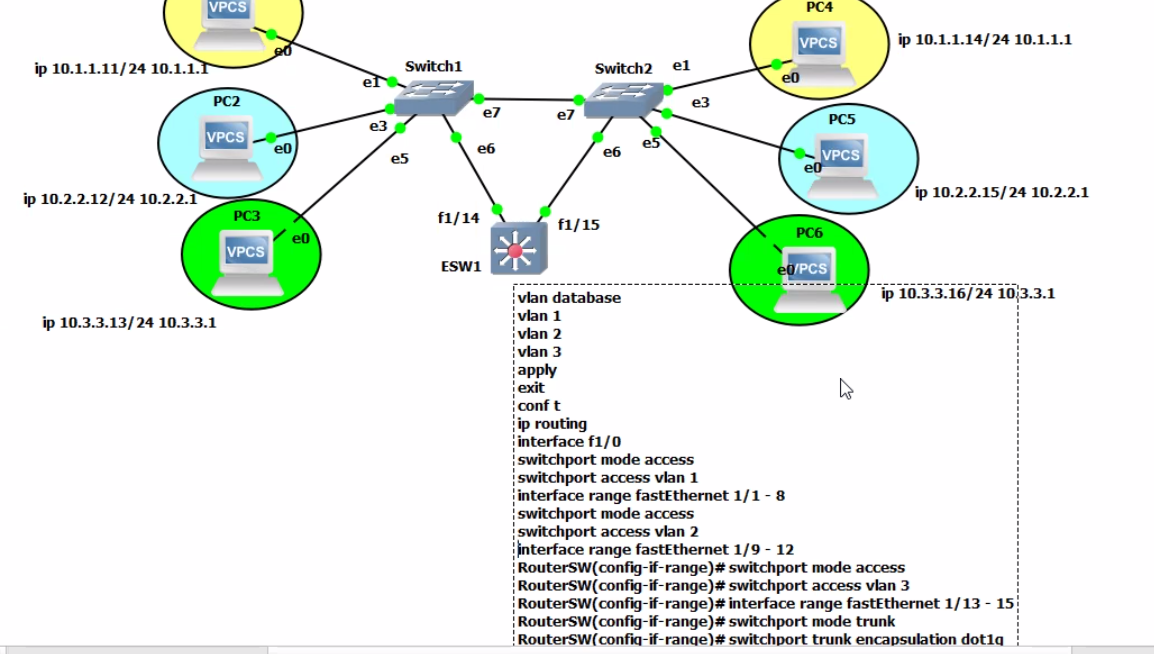 VPCS
e0
ip 10.1.1.11/24 10.1.1.1
PC2
VPCS
e0
ip 10.2.2.12/24 10.2.2.1
PC3
VPCS
e0
ip 10.3.3.13/24 10.3.3.1
Switch1
e1
e3
e5
e7
e6
Switch2
e1
e3
e7
e6
e5
f1/14
f1/15
ESW1
PC4
VPCS
e0
ip 10.1.1.14/24 10.1.1.1
PC5
VPCS
e0
ip 10.2.2.15/24 10.2.2.1
PC6
e0
VPCS
ip 10.3.3.16/24 10.3.3.1
vlan database
vlan 1
vlan 2
vlan 3
apply
exit
conf t
ip routing
interface f1/0
switchport mode access
switchport access vlan 1
interface range fastEthernet 1/1 - 8
switchport mode access
switchport access vlan 2
interface range fastEthernet 1/9 - 12
RouterSW(config-if-range)# switchport mode access
RouterSW(config-if-range)# switchport access vlan 3
RouterSW(config-if-range)# interface range fastEthernet 1/13 - 15
RouterSW(config-if-range)# switchport mode trunk
RouterSW(config-if-range)# switchport trunk encapsulation dot1q